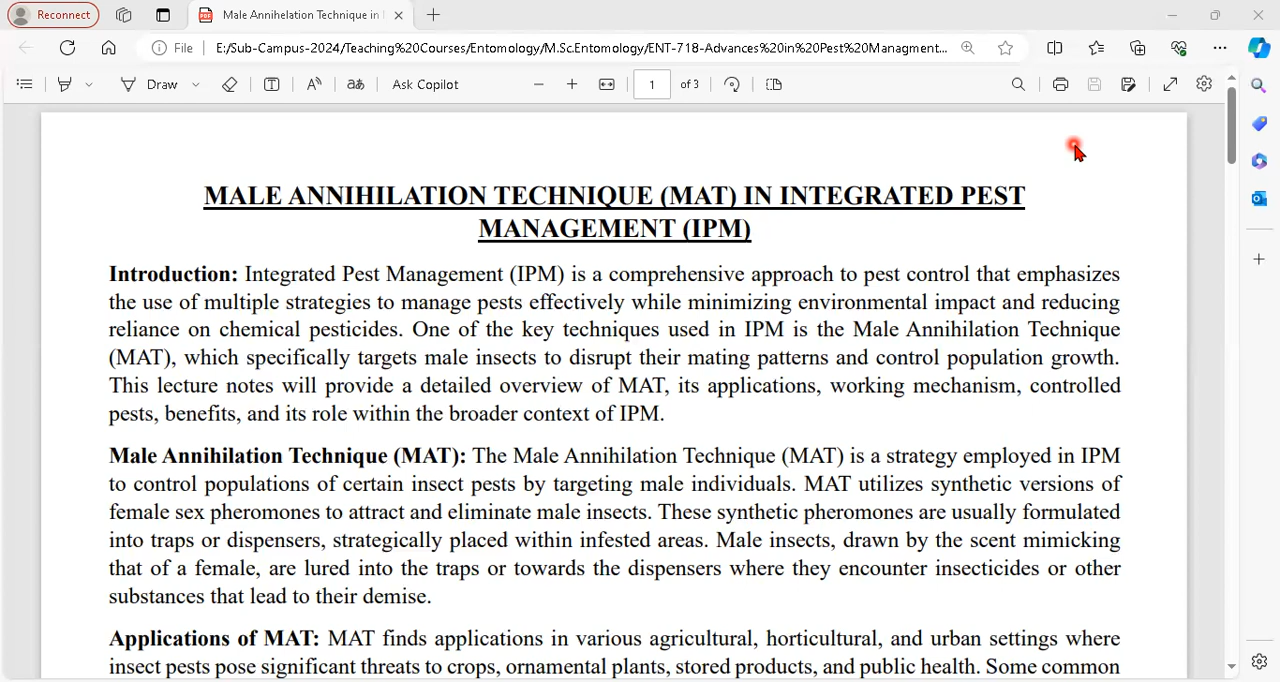 Reconnect
Male Annihelation Technique in
File
E:/Sub-Campus-2024/Teaching%20Courses/Entomology/M.Sc.Entomology/ENT-718-Advances%20in%20Pest%20Managment...
Draw
aあ
Ask Copilot
1 of 3
MALE ANNIHILATION TECHNIQUE (MAT) IN INTEGRATED PEST
MANAGEMENT (IPM)
Introduction: Integrated Pest Management (IPM) is a comprehensive approach to pest control that emphasizes
the use of multiple strategies to manage pests effectively while minimizing environmental impact and reducing
reliance on chemical pesticides. One of the key techniques used in IPM is the Male Annihilation Technique
(MAT), which specifically targets male insects to disrupt their mating patterns and control population growth.
This lecture notes will provide a detailed overview of MAT, its applications, working mechanism, controlled
pests, benefits, and its role within the broader context of IPM.
Male Annihilation Technique (MAT): The Male Annihilation Technique (MAT) is a strategy employed in IPM
to control populations of certain insect pests by targeting male individuals. MAT utilizes synthetic versions of
female sex pheromones to attract and eliminate male insects. These synthetic pheromones are usually formulated
into traps or dispensers, strategically placed within infested areas. Male insects, drawn by the scent mimicking
that of a female, are lured into the traps or towards the dispensers where they encounter insecticides or other
substances that lead to their demise.
Applications of MAT: MAT finds applications in various agricultural, horticultural, and urban settings where
insect pests pose significant threats to crops, ornamental plants, stored products, and public health. Some common